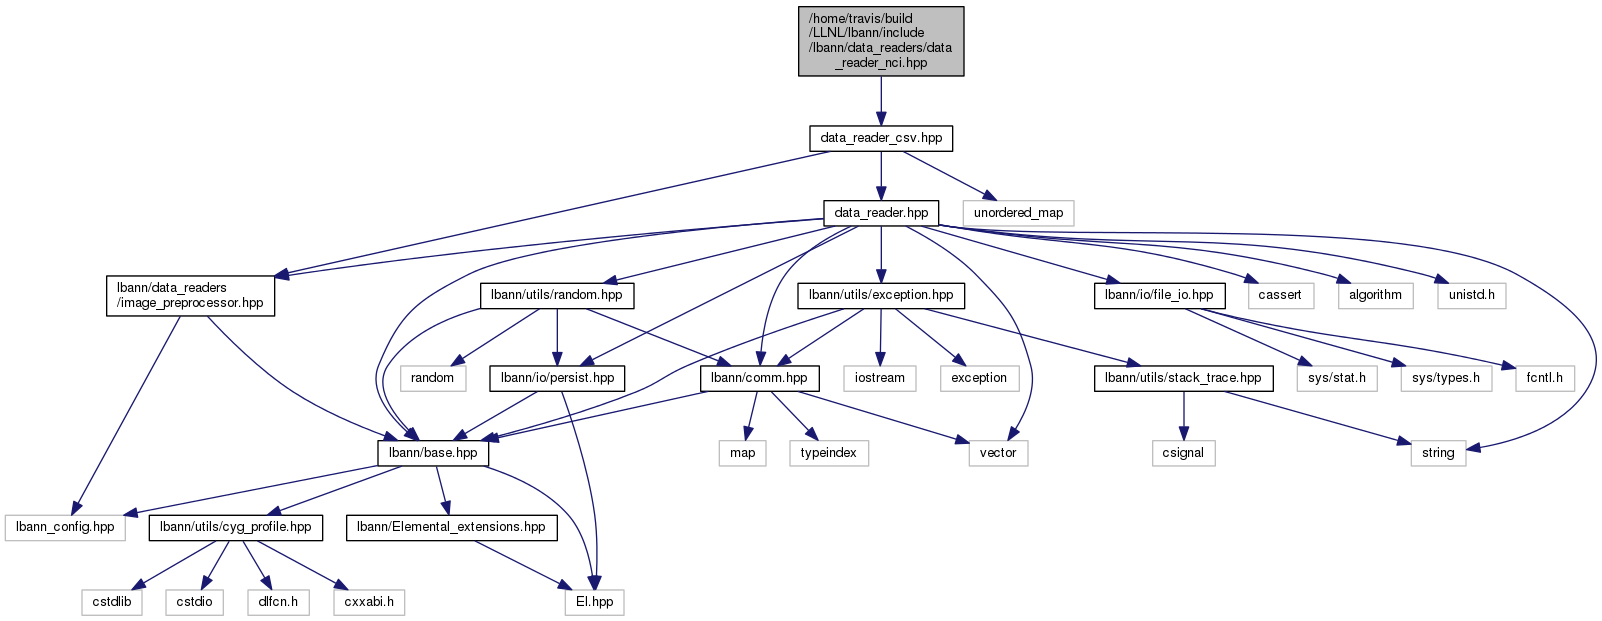 /home/travis/build
/LLNL/lbann/include
/lbann/data_readers/data
_reader_nci.hpp
data_reader_csv.hpp
data_reader.hpp
unordered_map
lbann/data_readers
/image_preprocessor.hpp
lbann/utils/random.hpp
lbann/utils/exception.hpp
lbann/io/file_io.hpp
cassert
algorithm
unistd.h
random
lbann/io/persist.hpp
lbann/comm.hpp
iostream
exception
lbann/utils/stack_trace.hpp
sys/stat.h
sys/types.h
fcntl.h
lbann/base.hpp
map
typeindex
vector
csignal
string
lbann_config.hpp
lbann/utils/cyg_profile.hpp
lbann/Elemental_extensions.hpp
cstdlib
cstdio
dlfcn.h
cxxabi.h
El.hpp